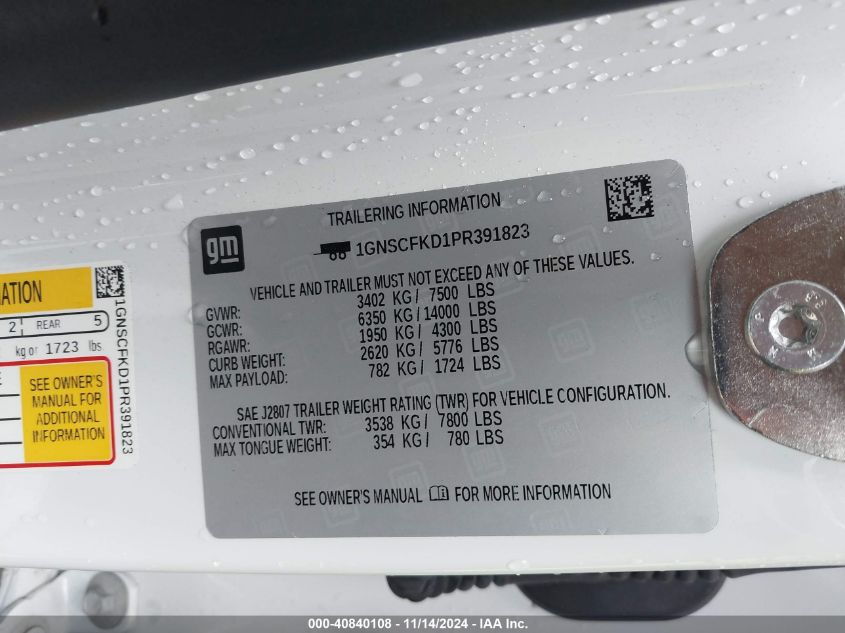 gm
TRAILERING INFORMATION
1GNSCFKD1PR391823
VEHICLE AND TRAILER MUST NOT EXCEED ANY OF THESE VALUES.
GVWR: 3402 KG/ 7500 LBS
GCWR: 6350 KG/ 14000 LBS
RGAWR: 1950 KG/ 4300 LBS
CURB WEIGHT: 2620 KG/ 5776 LBS
MAX PAYLOAD: 782 KG/ 1724 LBS
SAE J2807 TRAILER WEIGHT RATING (TWR) FOR VEHICLE CONFIGURATION.
CONVENTIONAL TWR: 3538 KG/ 7800 LBS
MAX TONGUE WEIGHT: 354 KG/ 780 LBS
SEE OWNER'S MANUAL FOR MORE INFORMATION
2 REAR 5
kg or 1723 lbs
SEE OWNER'S
MANUAL FOR
ADDITIONAL
INFORMATION
1GNSCFKD1PR391823
000-40840108 - 11/14/2024 - IAA Inc.